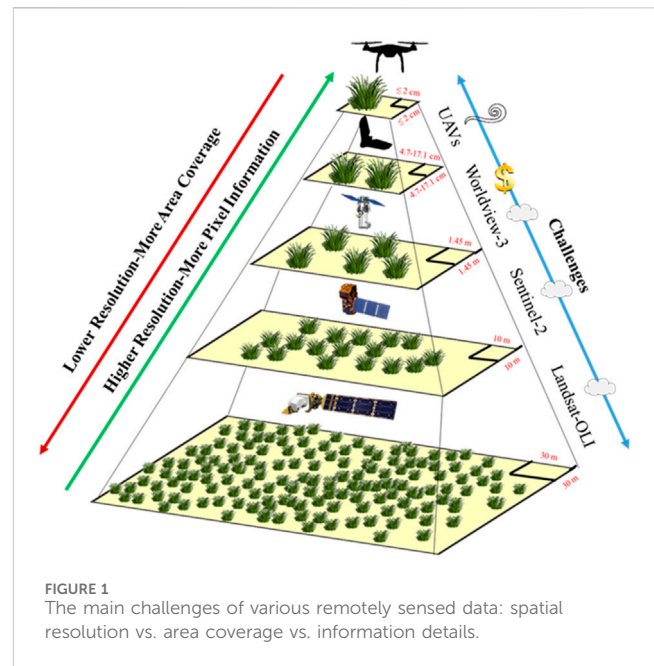 ≤ 2 cm
≤ 2 cm
UAVs
4.7-17.1 cm
4.7-17.1 cm
Worldview-3
$
Challenges
Lower Resolution-More Area Coverage
Higher Resolution-More Pixel Information
1.45 m
1.45 m
Sentinel-2
10 m
10 m
Landsat-OLI
30 m
30 m
FIGURE 1
The main challenges of various remotely sensed data: spatial
resolution vs. area coverage vs. information details.